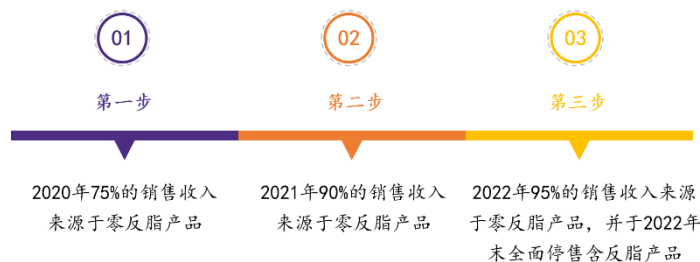 01
02
03
第一步
第二步
第三步
2020年75%的销售收入
来源于零反脂产品
2021年90%的销售收入
来源于零反脂产品
2022年95%的销售收入来源
于零反脂产品，并于2022年
末全面停售含反脂产品